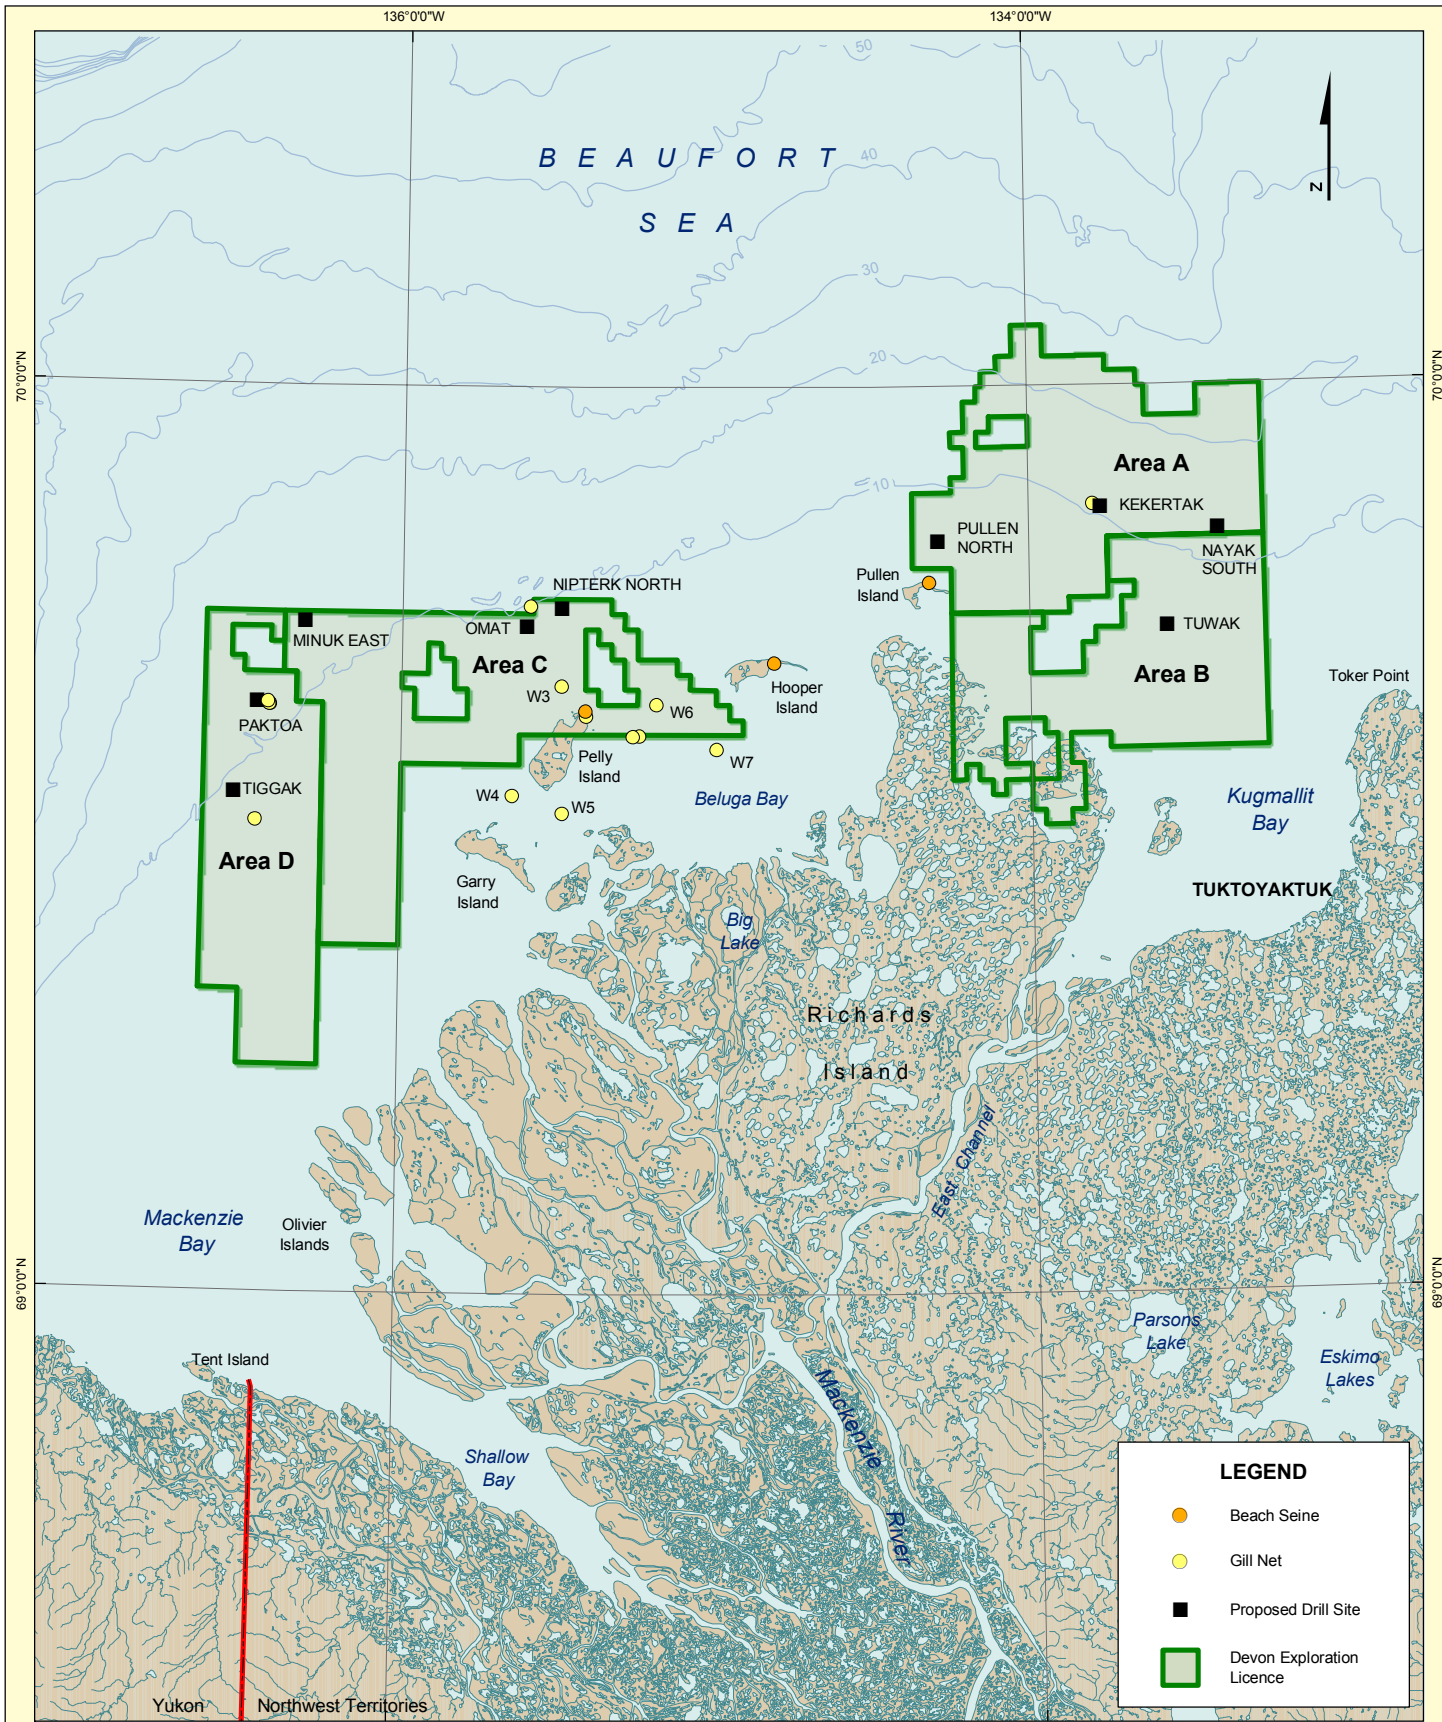 136°0'0"W
134°0'0"W
50
BEAUFORT
40
SEA
N
30
70°0'0"N
20
70°0'0"N
Area A
10
KEKERTAK
PULLEN
NORTH
NAYAK
SOUTH
Pullen
Island
NIPTERK NORTH
OMAT
MINUK EAST
TUWAK
Area C
Area B
Toker Point
W3
Hooper
Island
W6
PAKTOA
Pelly
Island
W7
TIGGAK
W4
W5
Beluga Bay
Kugmallit
Bay
Area D
Garry
Island
TUKTOYAKTUK
Big
Lake
Richards
Island
East Channel
Mackenzie
Bay
Olivier
Islands
69°0'0"N
69°0'0"N
Parsons
Lake
Eskimo
Lakes
Tent Island
Mackenzie
River
Shallow
Bay
LEGEND
Beach Seine
Gill Net
Proposed Drill Site
Devon Exploration
Licence
Yukon
Northwest Territories